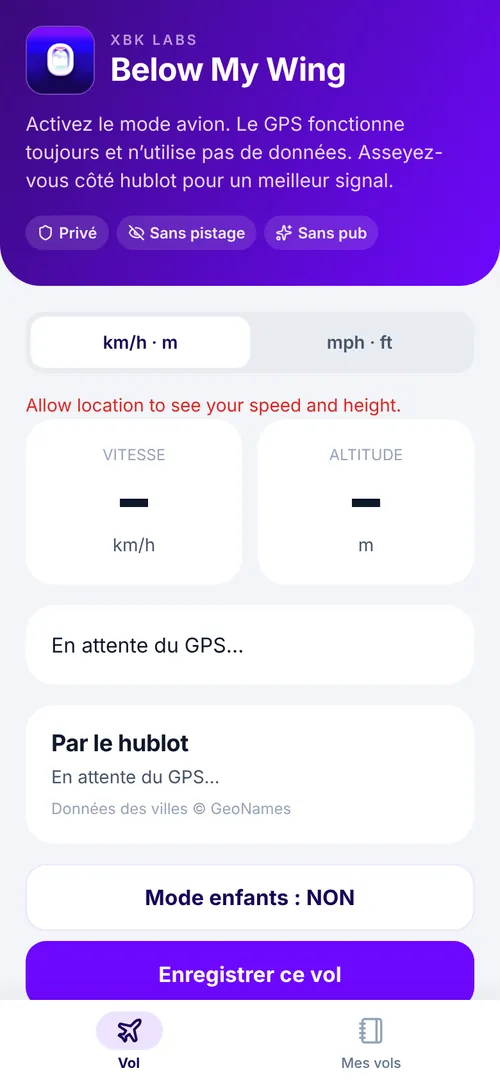 XBK LABS
Below My Wing
Activez le mode avion. Le GPS fonctionne
toujours et n’utilise pas de données. Asseyez-
vous côté hublot pour un meilleur signal.
Privé
Sans pistage
Sans pub
km/h · m
mph · ft
Allow location to see your speed and height.
VITESSE
ALTITUDE
–
–
km/h
m
En attente du GPS…
Par le hublot
En attente du GPS…
Données des villes © GeoNames
Mode enfants : NON
Enregistrer ce vol
Vol
Mes vols